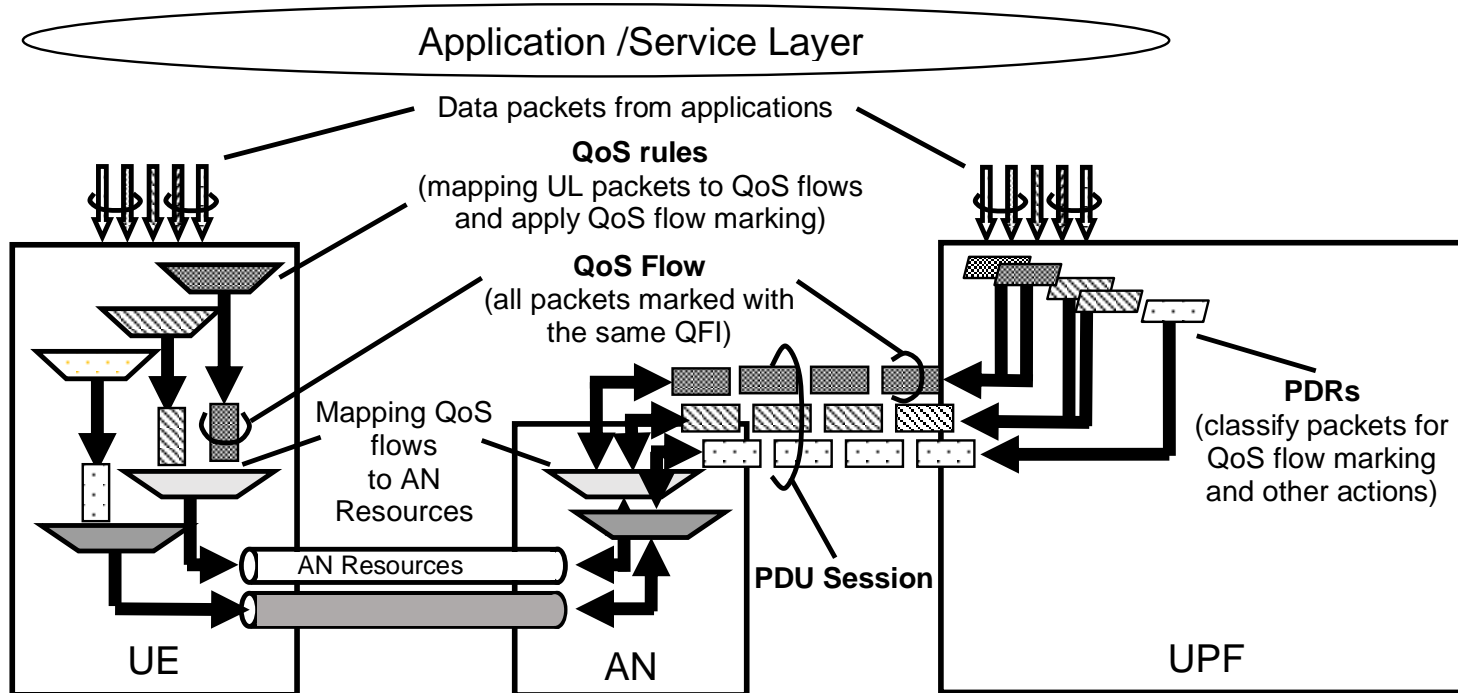 Application /Service Layer
Data packets from applications
QoS rules
(mapping UL packets to QoS flows
and apply QoS flow marking)
QoS Flow
(all packets marked with
the same QFI)
Mapping QoS
flows
to AN
Resources
PDRs
(classify packets for
QoS flow marking
and other actions)
AN Resources
PDU Session
UE
AN
UPF